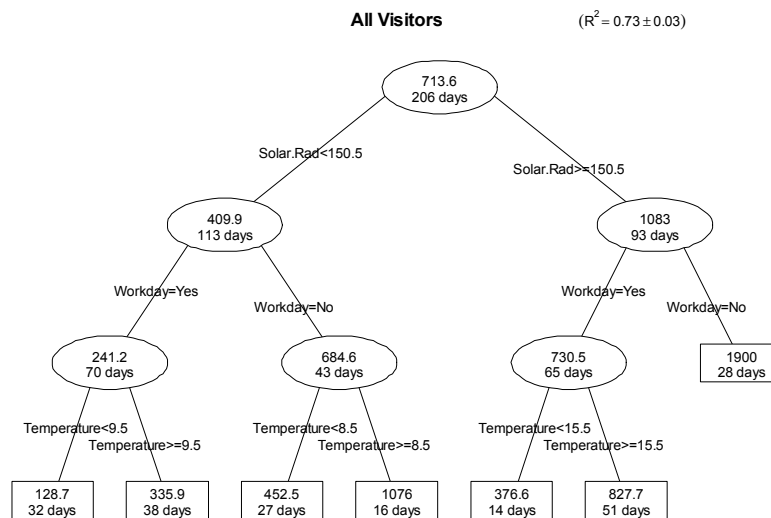 All Visitors
(R² = 0.73 ± 0.03)
713.6
206 days
Solar.Rad<150.5
Solar.Rad>=150.5
409.9
113 days
1083
93 days
Workday=Yes
Workday=No
Workday=Yes
Workday=No
241.2
70 days
684.6
43 days
730.5
65 days
1900
28 days
Temperature<9.5
Temperature>=9.5
Temperature<8.5
Temperature>=8.5
Temperature<15.5
Temperature>=15.5
128.7
32 days
335.9
38 days
452.5
27 days
1076
16 days
376.6
14 days
827.7
51 days